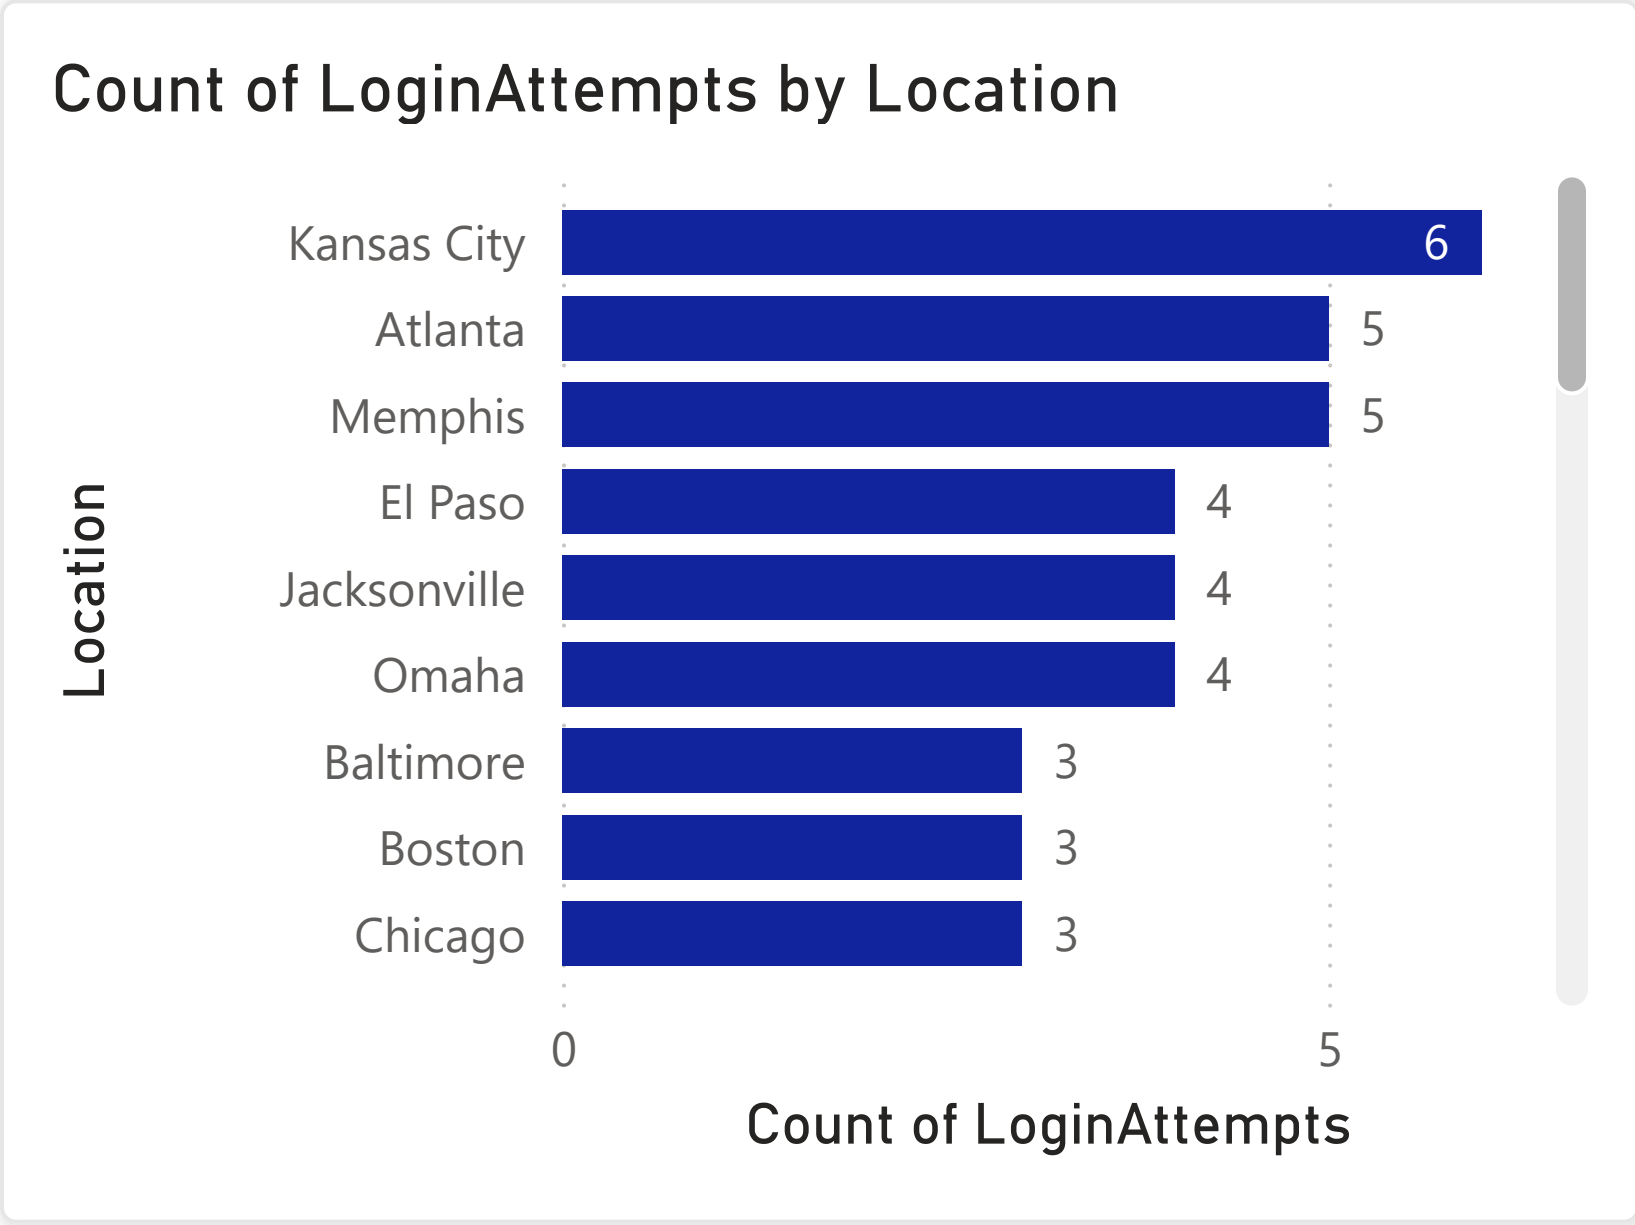 Count of LoginAttempts by Location
Location
Kansas City 6
Atlanta 5
Memphis 5
El Paso 4
Jacksonville 4
Omaha 4
Baltimore 3
Boston 3
Chicago 3
0 5
Count of LoginAttempts